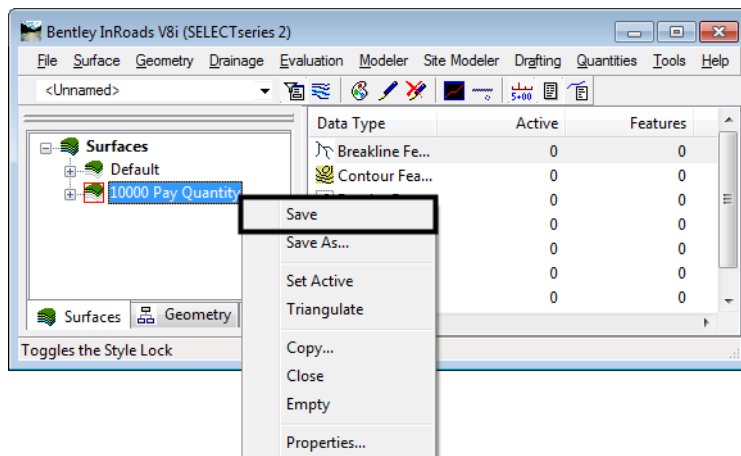 Bentley InRoads V8i (SELECTseries 2)
File Surface Geometry Drainage Evaluation Modeler Site Modeler Drafting Quantities Tools Help
<Unnamed>
5+00
Data Type Active Features
Surfaces
Breakline Fe... 0 0
Default
Contour Fea... 0 0
10000 Pay Quantity
0 0
Save
0 0
Save As...
0 0
Set Active
0 0
Triangulate
0 0
Surfaces Geometry
Toggles the Style Lock
Copy...
Close
Empty
Properties...